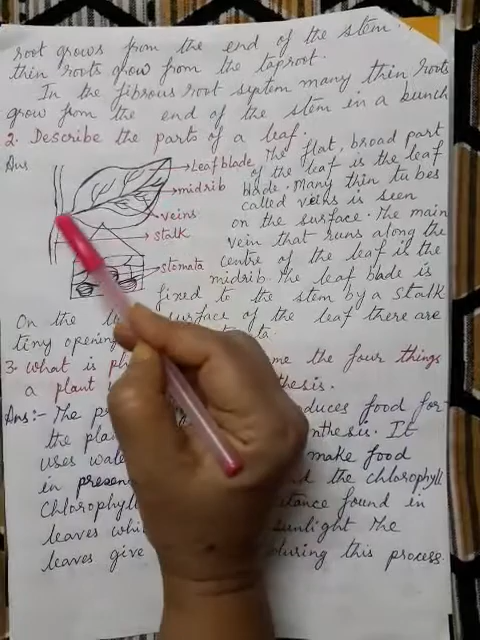 root grows from the end of the stem.
thin roots grow from the taproot.
In the fibrous root system many thin roots
grow from the end of the stem in a bunch
2. Describe the parts of a leaf.
Ans
Leaf blade
midrib
veins
stalk
stomata
The flat, broad part
of the leaf is the leaf
blade. Many thin tubes
called veins is seen
on the surface. The main
vein that runs along the
centre of the leaf is the
midrib. The leaf blade is
fixed to the stem by a stalk
On the surface of the leaf there are
tiny
3. What is the four things
a plant
Ans:- The duces food for
the It
uses make food
in the chlorophyll
Chlorophyll found in
leaves sunlight the
leaves give during this process.